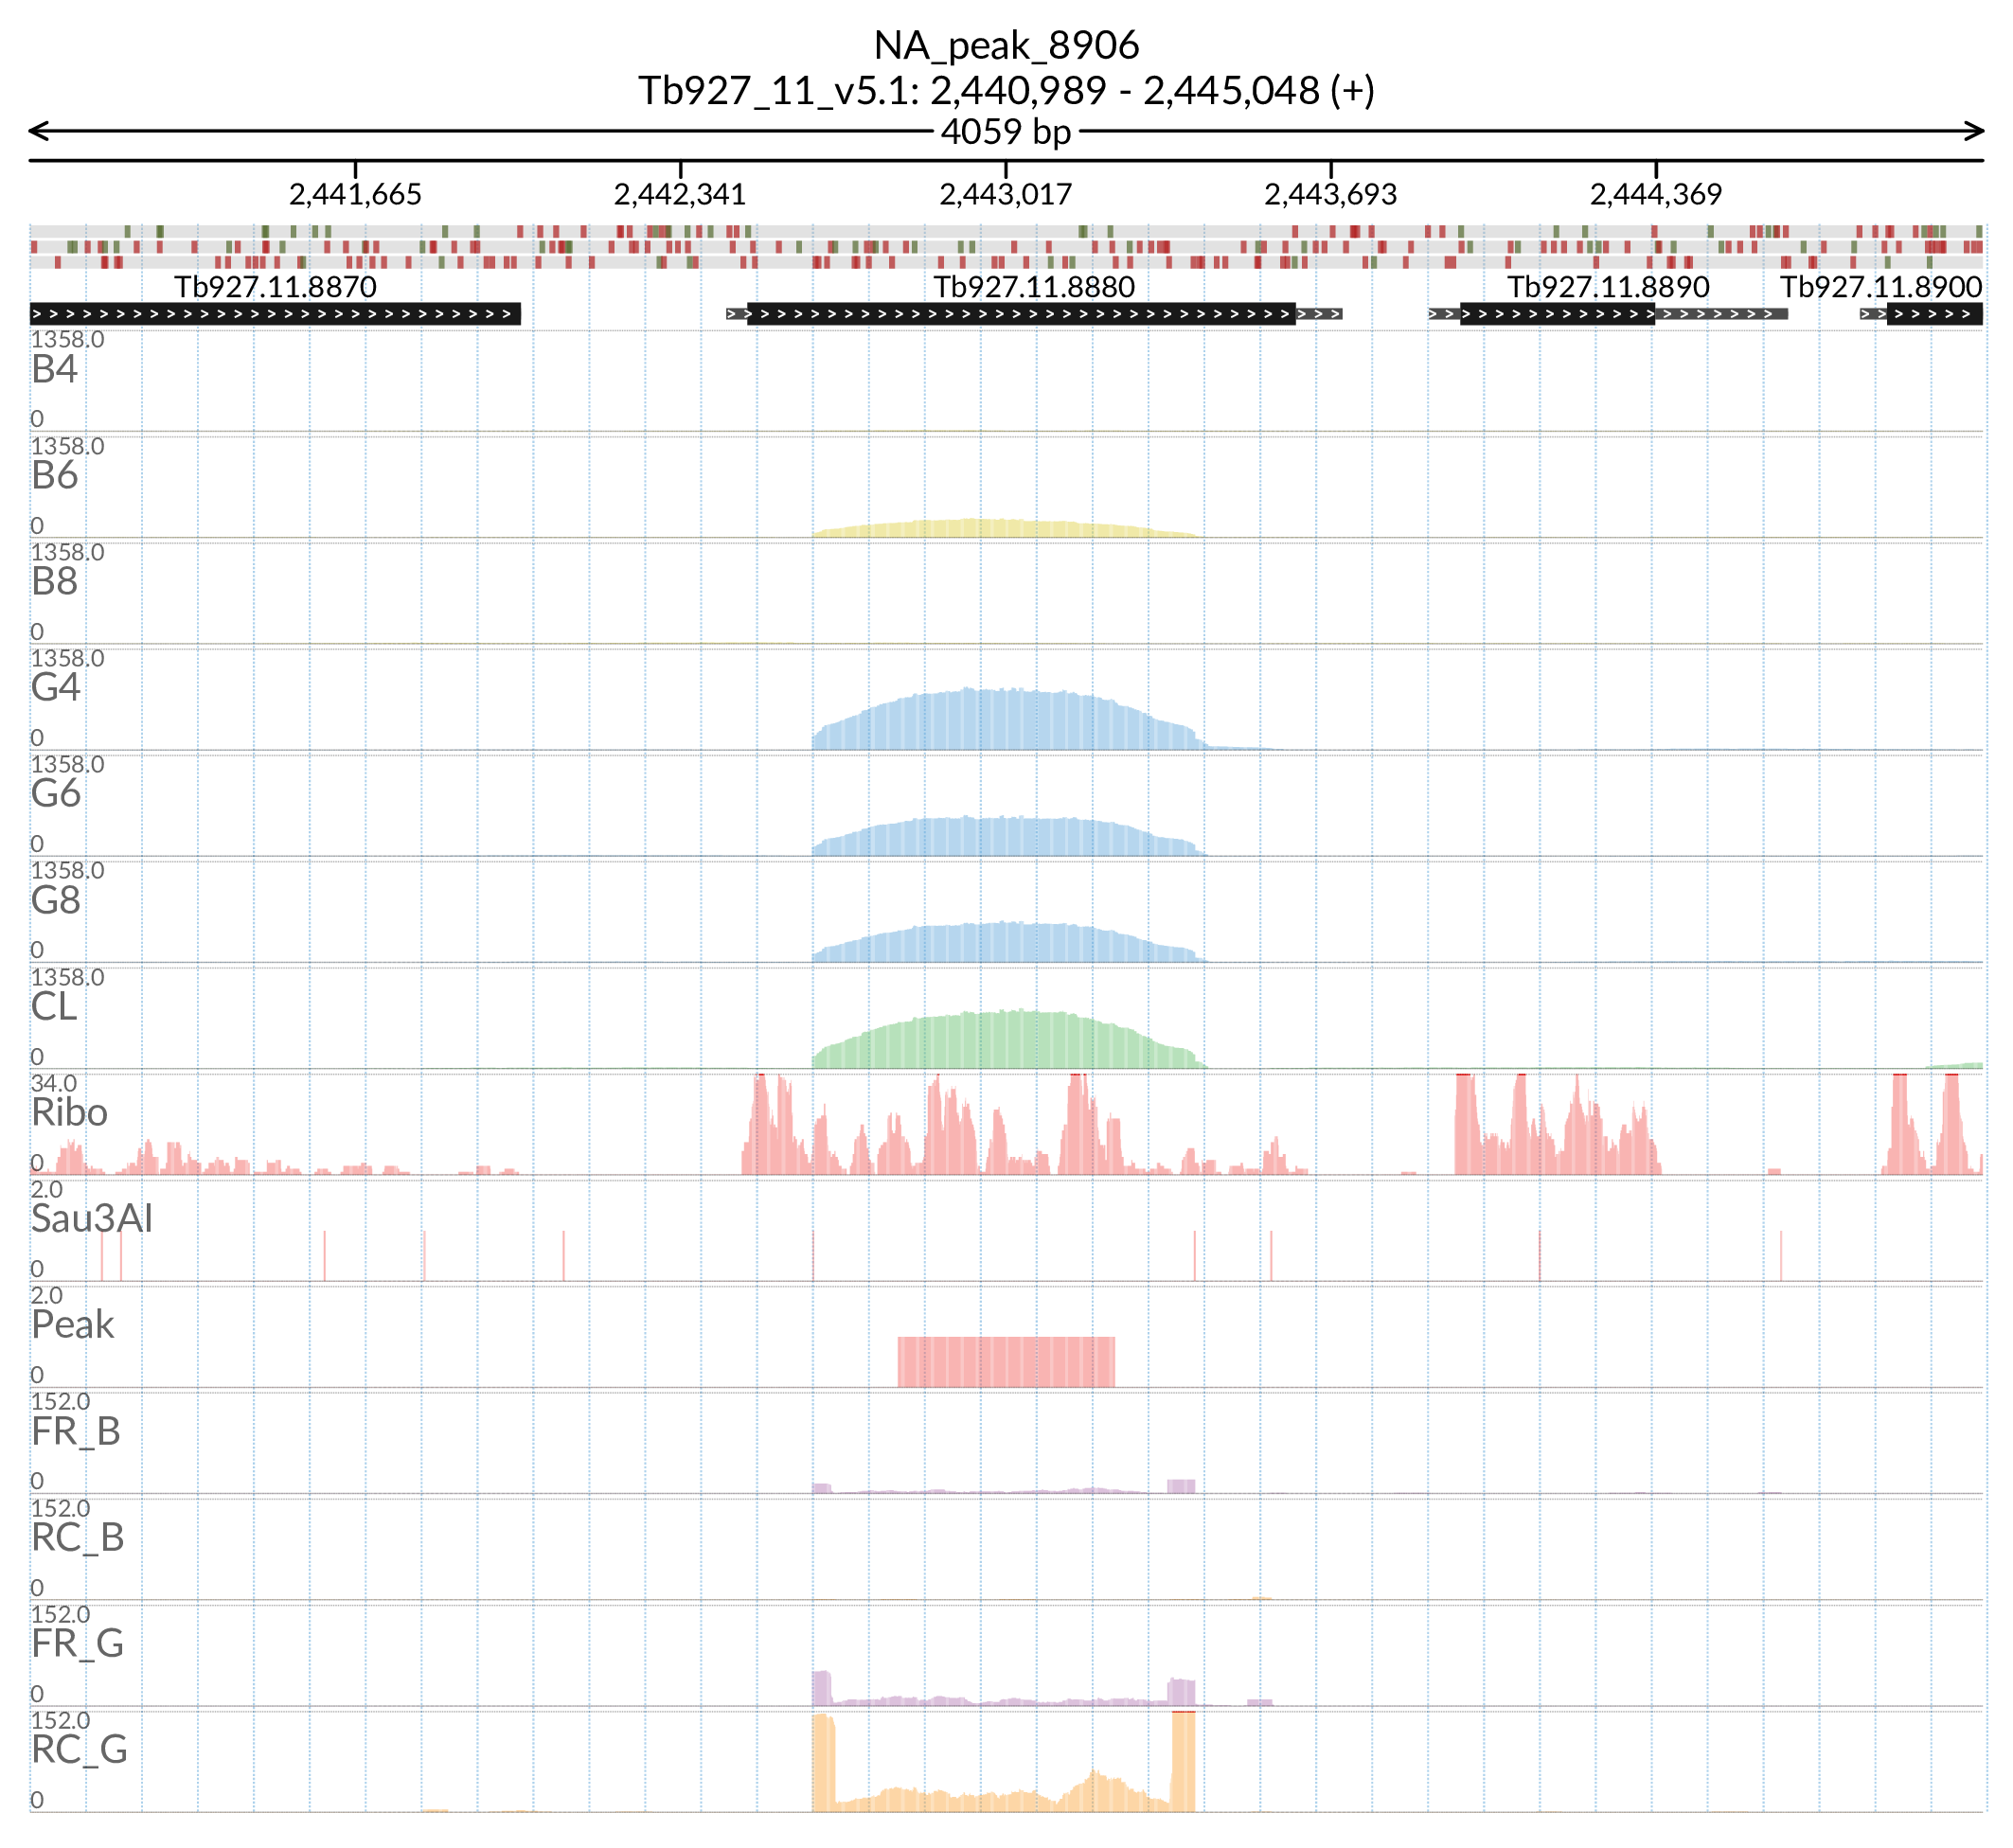 NA_peak_8906
Tb927_11_v5.1: 2,440,989 - 2,445,048 (+)
4059 bp
2,441,665 2,442,341 2,443,017 2,443,693 2,444,369
Tb927.11.8870 Tb927.11.8880 Tb927.11.8890 Tb927.11.8900
1358.0
B4
0
1358.0
B6
0
1358.0
B8
0
1358.0
G4
0
1358.0
G6
0
1358.0
G8
0
1358.0
CL
0
34.0
Ribo
0
2.0
Sau3AI
0
2.0
Peak
0
152.0
FR_B
0
152.0
RC_B
0
152.0
FR_G
0
152.0
RC_G
0